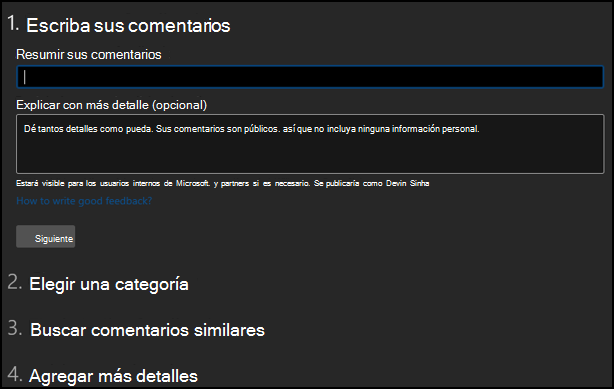 1. Escriba sus comentarios
Resumir sus comentarios
Explicar con más detalle (opcional)
Dé tantos detalles como pueda. Sus comentarios son públicos. así que no incluya ninguna información personal.
Estará visible para los usuarios internos de Microsoft. y partners si es necesario. Se publicaría como Devin Sinha
How to write good feedback?
Siguiente
2. Elegir una categoría
3. Buscar comentarios similares
4. Agregar más detalles